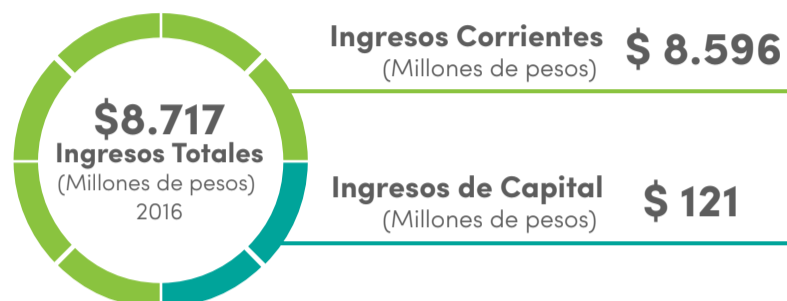 $8.717
Ingresos Totales
(Millones de pesos)
2016
Ingresos Corrientes
(Millones de pesos)
$ 8.596
Ingresos de Capital
(Millones de pesos)
$ 121